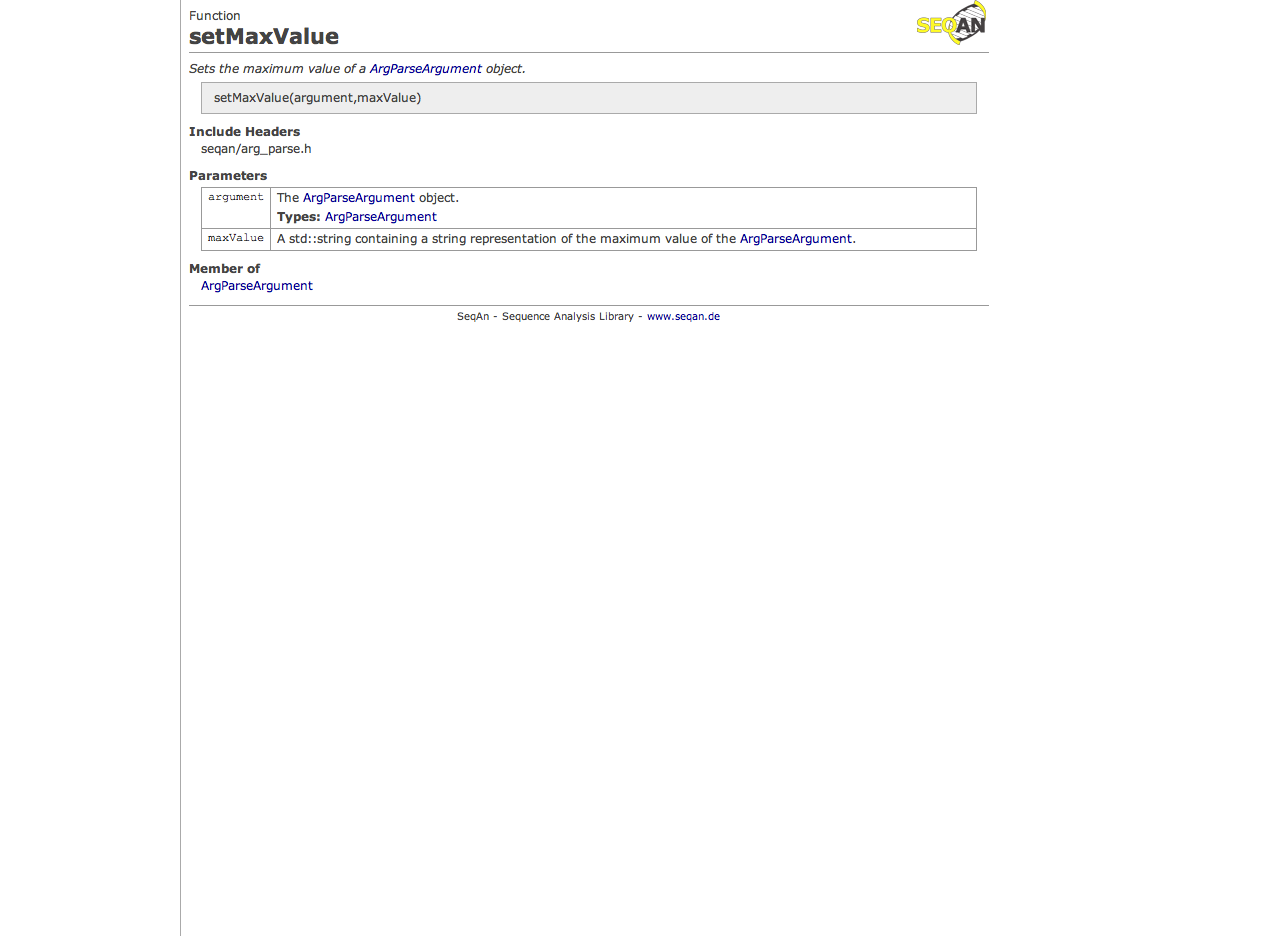 Function
SEQAN
setMaxValue
Sets the maximum value of a ArgParseArgument object.
setMaxValue(argument,maxValue)
Include Headers
seqan/arg_parse.h
Parameters
argument The ArgParseArgument object.
Types: ArgParseArgument
maxValue A std::string containing a string representation of the maximum value of the ArgParseArgument.
Member of
ArgParseArgument
SeqAn - Sequence Analysis Library - www.seqan.de